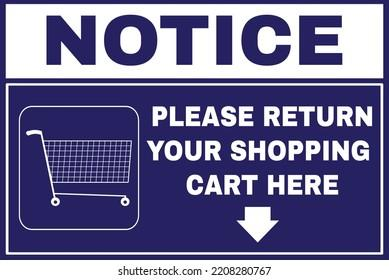 NOTICE
PLEASE RETURN
YOUR SHOPPING
CART HERE
shutterstock.com · 2208280767